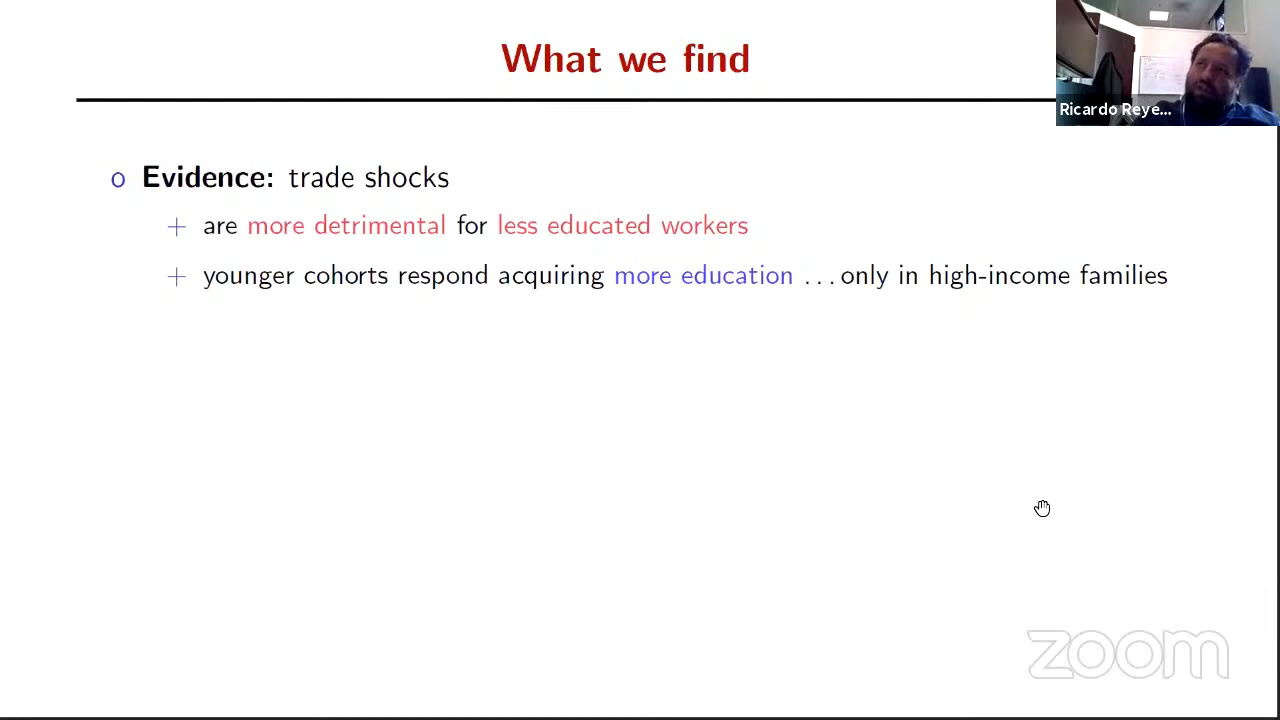 What we find
Ricardo Reye...
o Evidence: trade shocks
+ are more detrimental for less educated workers
+ younger cohorts respond acquiring more education ...only in high-income families
zoom